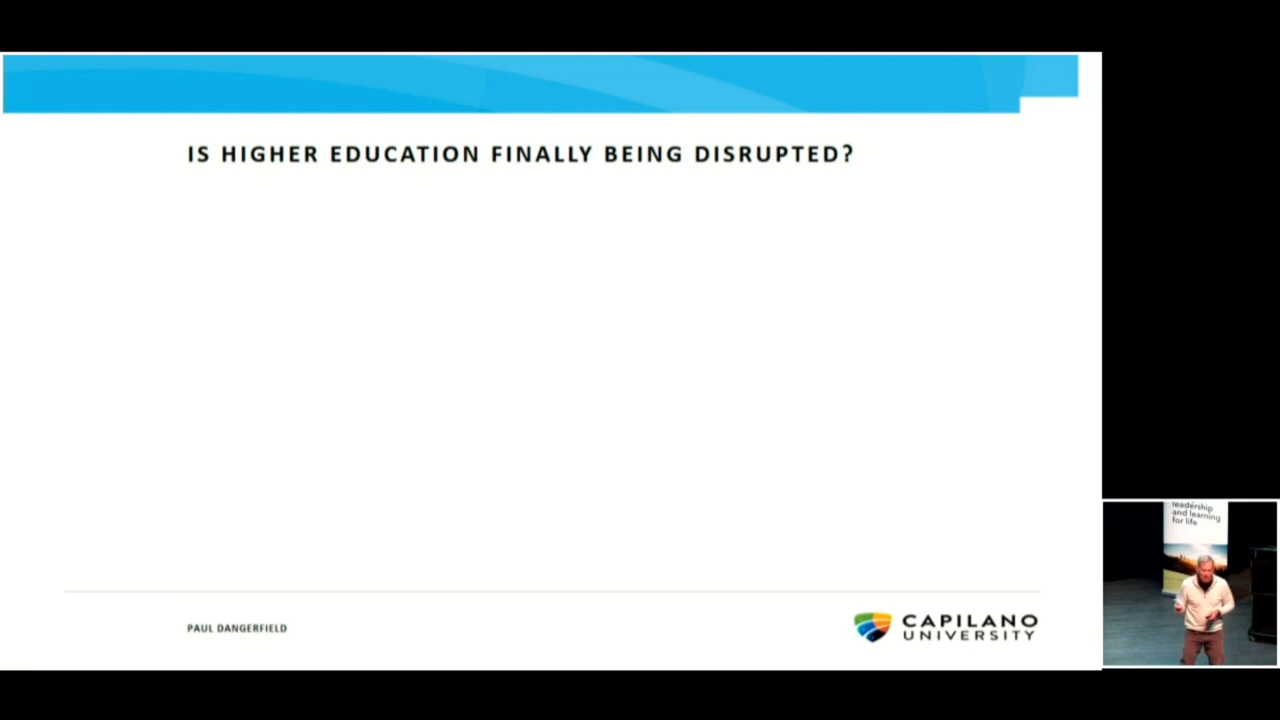 IS HIGHER EDUCATION FINALLY BEING DISRUPTED?
PAUL DANGERFIELD
CAPILANO
UNIVERSITY
leadership
and learning
for life